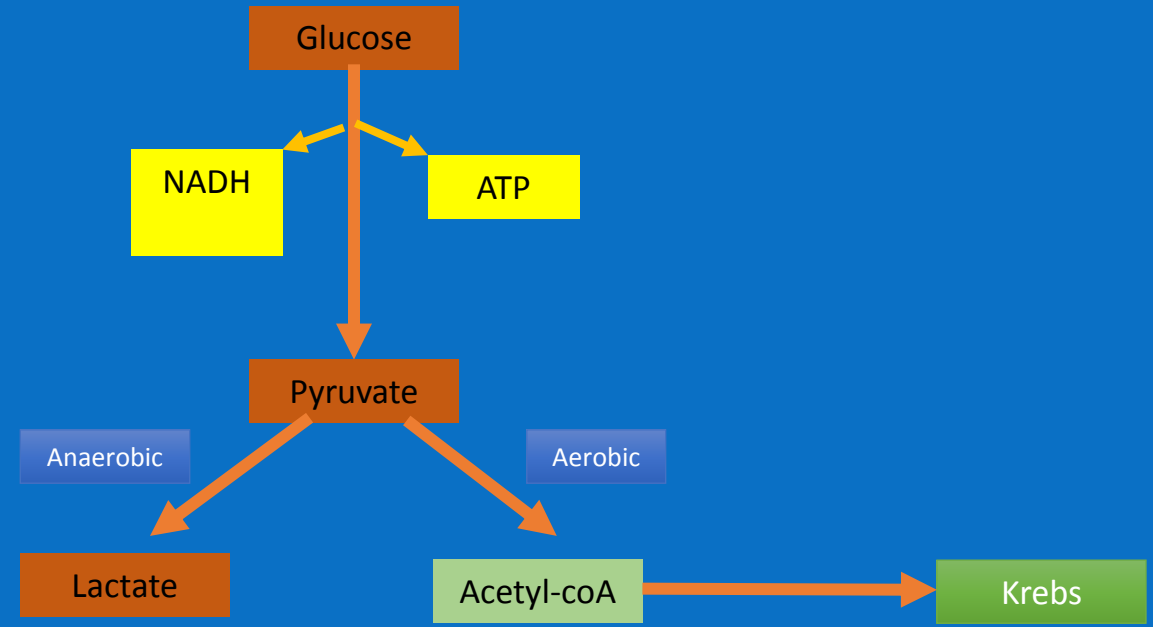 Glucose
NADH
ATP
Pyruvate
Anaerobic
Aerobic
Lactate
Acetyl-coA
Krebs